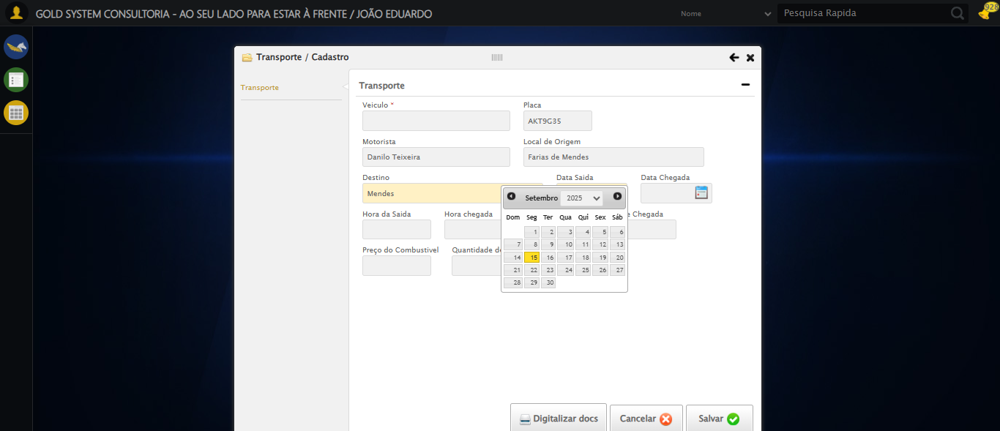 GOLD SYSTEM CONSULTORIA - AO SEU LADO PARA ESTAR À FRENTE / JOÃO EDUARDO
Nome
Pesquisa Rapida
928
Transporte / Cadastro
Transporte
Transporte
Veiculo *
Placa
AKT9G35
Motorista
Local de Origem
Danilo Teixeira
Farias de Mendes
Destino
Data Saida
Data Chegada
Mendes
Setembro 2025
Dom Seg Ter Qua Qui Sex Sáb
1 2 3 4 5 6
7 8 9 10 11 12 13
14 15 16 17 18 19 20
21 22 23 24 25 26 27
28 29 30
Hora da Saida
Hora chegada
e Chegada
Preço do Combustivel
Quantidade d
Digitalizar docs
Cancelar
Salvar